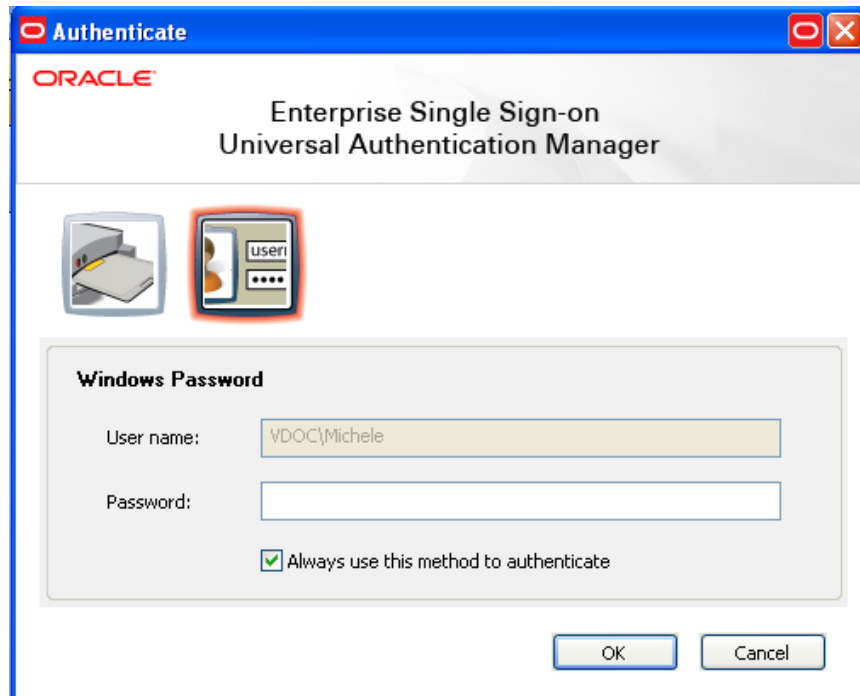 Authenticate
ORACLE
Enterprise Single Sign-on
Universal Authentication Manager
user
Windows Password
User name: VDOC\Michele
Password:
Always use this method to authenticate
OK Cancel